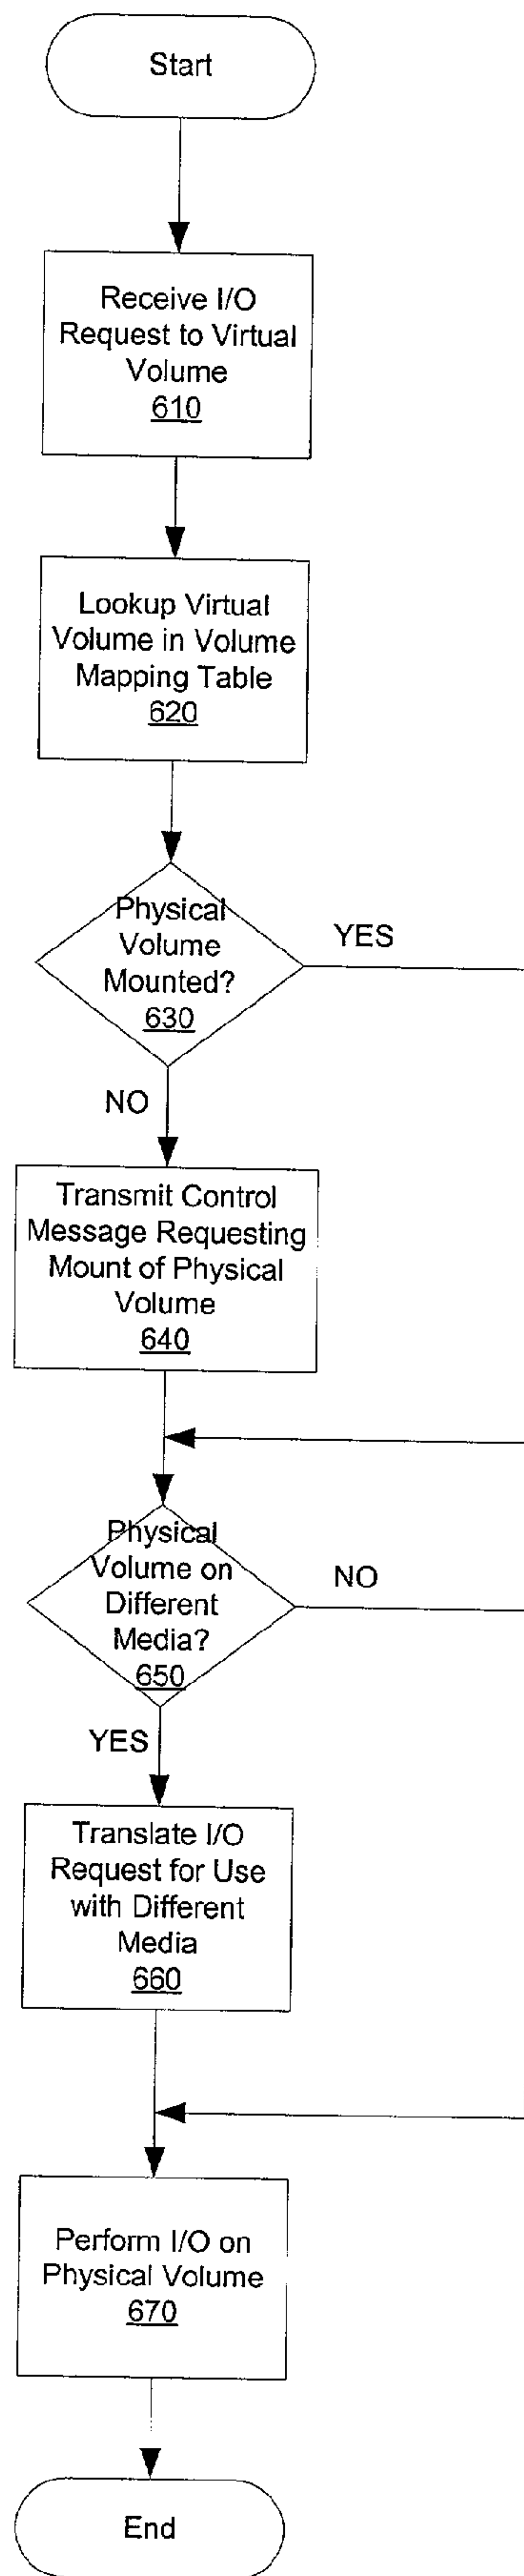 Start
Receive I/O
Request to Virtual
Volume
610
Lookup Virtual
Volume in Volume
Mapping Table
620
Physical
Volume
Mounted?
630
YES
NO
Transmit Control
Message Requesting
Mount of Physical
Volume
640
Physical
Volume on
Different
Media?
650
NO
YES
Translate I/O
Request for Use
with Different
Media
660
Perform I/O on
Physical Volume
670
End